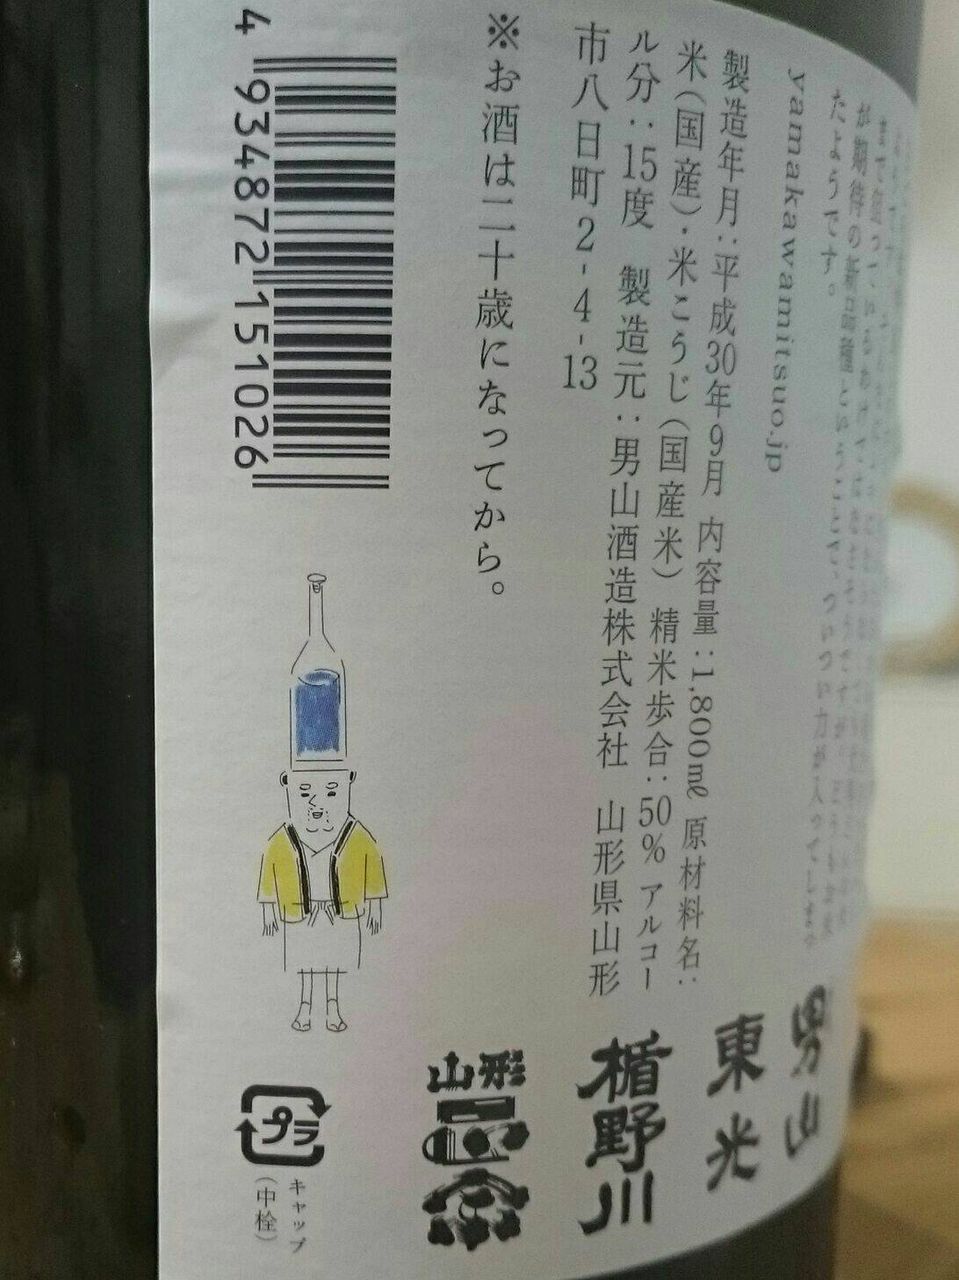 たようです。
yamakawamitsuo.jp
製造年月：平成30年9月 内容量：1,800㎖ 原材料名：
米（国産）・米こうじ（国産米） 精米歩合：50％ アルコー
ル分：15度 製造元：男山酒造株式会社 山形県山形
市八日町2-4-13
※お酒は二十歳になってから。
4 934872 151026
男山
東光
楯野川
山形正宗
プラ
キャップ
（中栓）